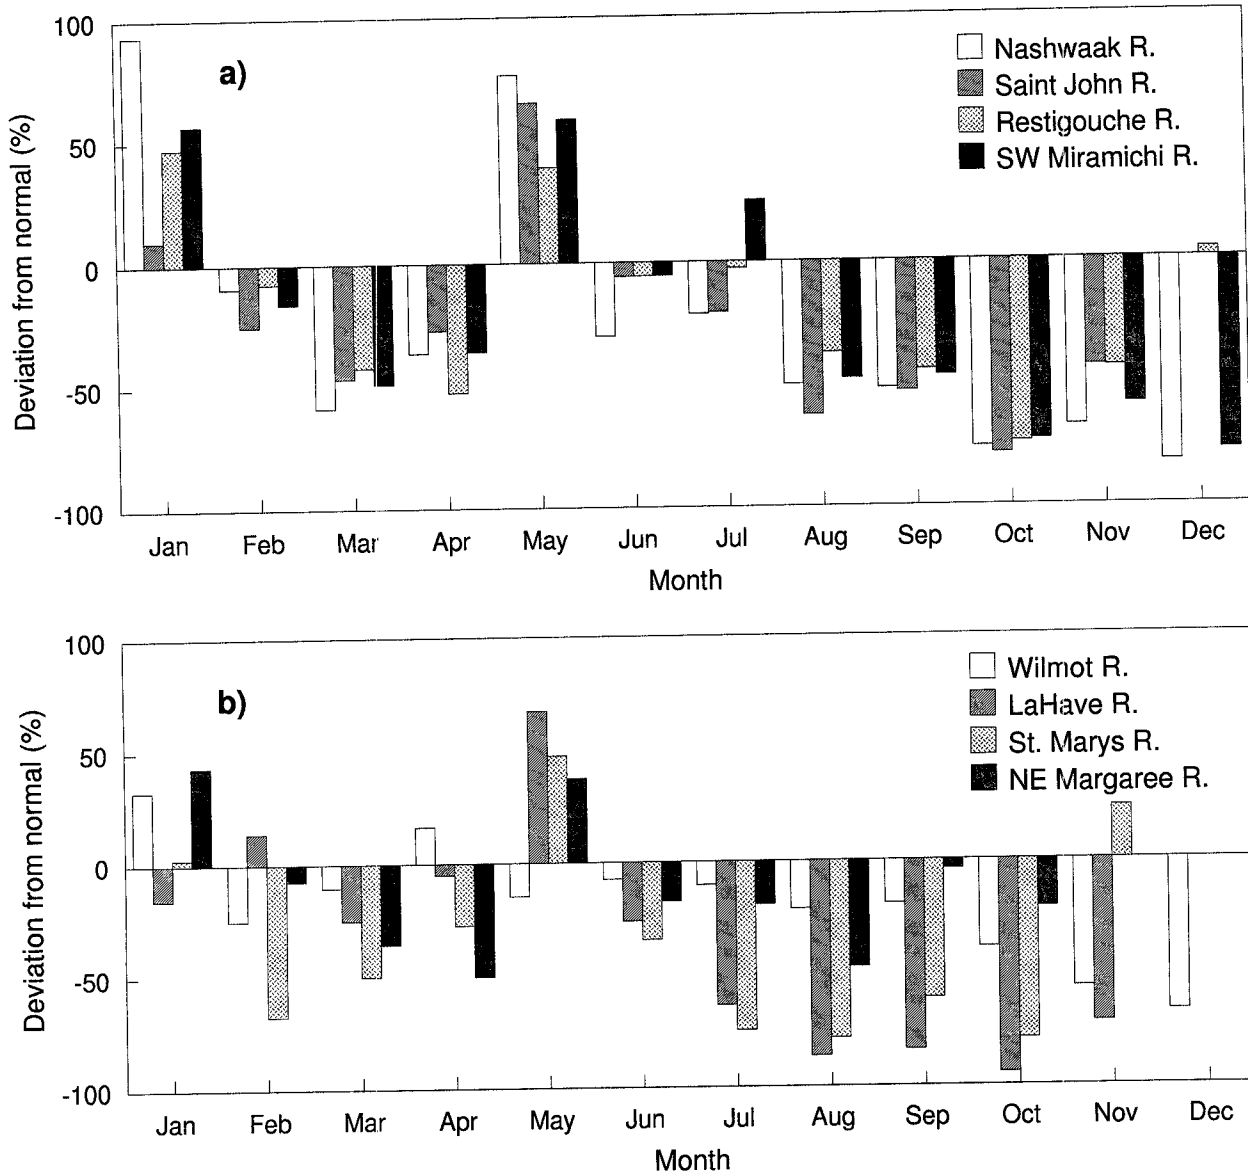 a)
Nashwaak R.
Saint John R.
Restigouche R.
SW Miramichi R.
Deviation from normal (%)
100
50
0
-50
-100
Jan Feb Mar Apr May Jun Jul Aug Sep Oct Nov Dec
Month
b)
Wilmot R.
LaHave R.
St. Marys R.
NE Margaree R.
Deviation from normal (%)
100
50
0
-50
-100
Jan Feb Mar Apr May Jun Jul Aug Sep Oct Nov Dec
Month